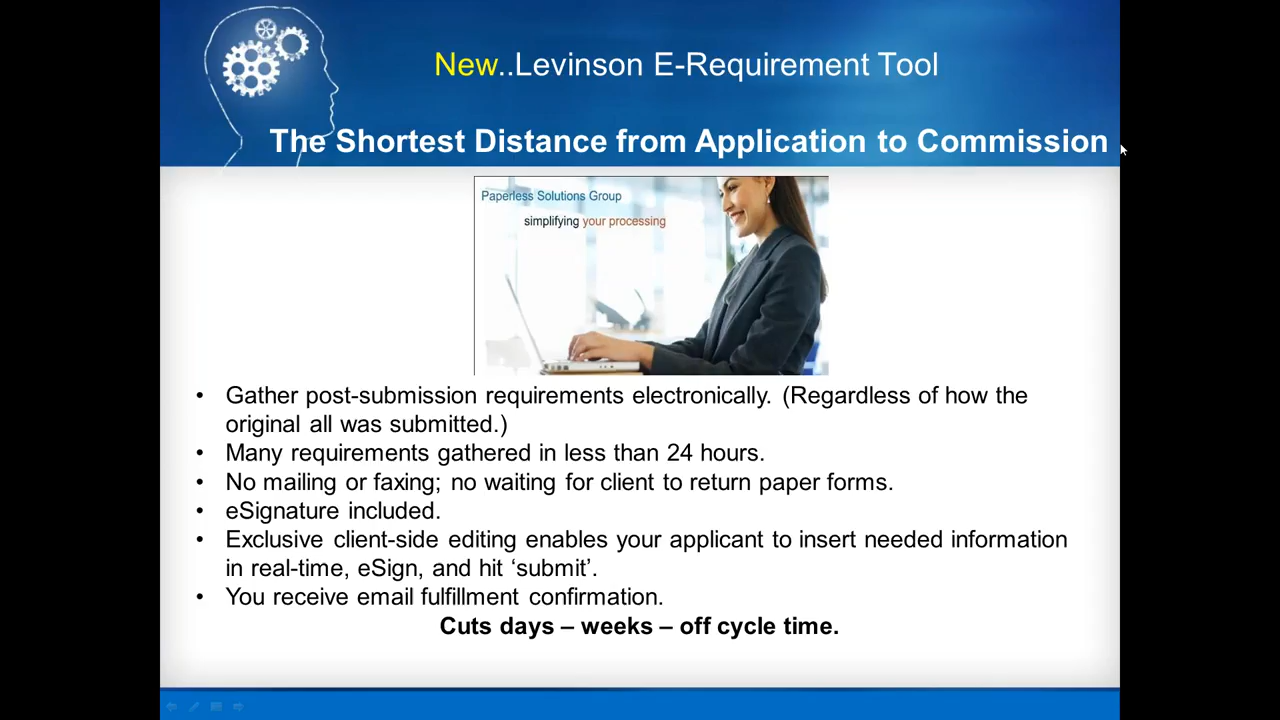 New..Levinson E-Requirement Tool
The Shortest Distance from Application to Commission
Paperless Solutions Group
simplifying your processing
• Gather post-submission requirements electronically. (Regardless of how the
original all was submitted.)
• Many requirements gathered in less than 24 hours.
• No mailing or faxing; no waiting for client to return paper forms.
• eSignature included.
• Exclusive client-side editing enables your applicant to insert needed information
in real-time, eSign, and hit ‘submit’.
• You receive email fulfillment confirmation.
Cuts days – weeks – off cycle time.